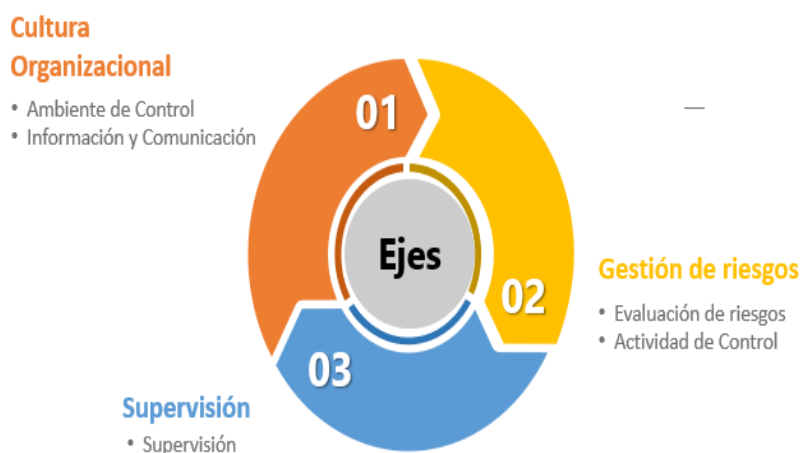 Cultura
Organizacional
• Ambiente de Control
• Información y Comunicación
01
—
Ejes
02
Gestión de riesgos
• Evaluación de riesgos
• Actividad de Control
03
Supervisión
• Supervisión